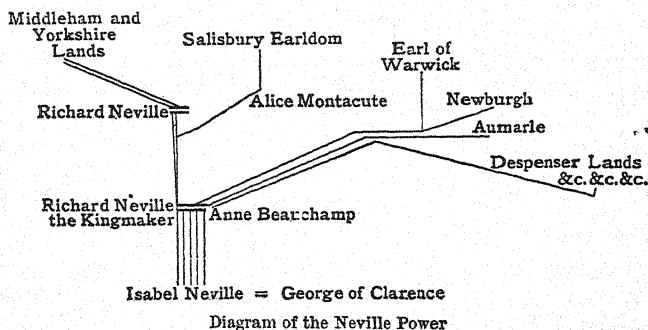 Middleham and
Yorkshire
Lands
Salisbury Earldom
Earl of
Warwick
Richard Neville
Alice Montacute
Newburgh
Aumarle
Despenser Lands
&c. &c. &c.
Richard Neville
the Kingmaker
Anne Beauchamp
Isabel Neville = George of Clarence
Diagram of the Neville Power